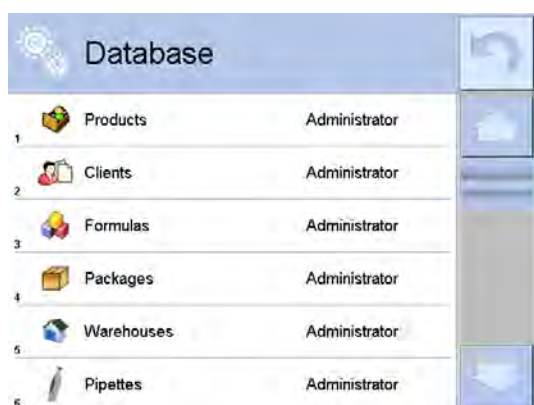 Database
1 Products Administrator
2 Clients Administrator
3 Formulas Administrator
4 Packages Administrator
5 Warehouses Administrator
6 Pipettes Administrator